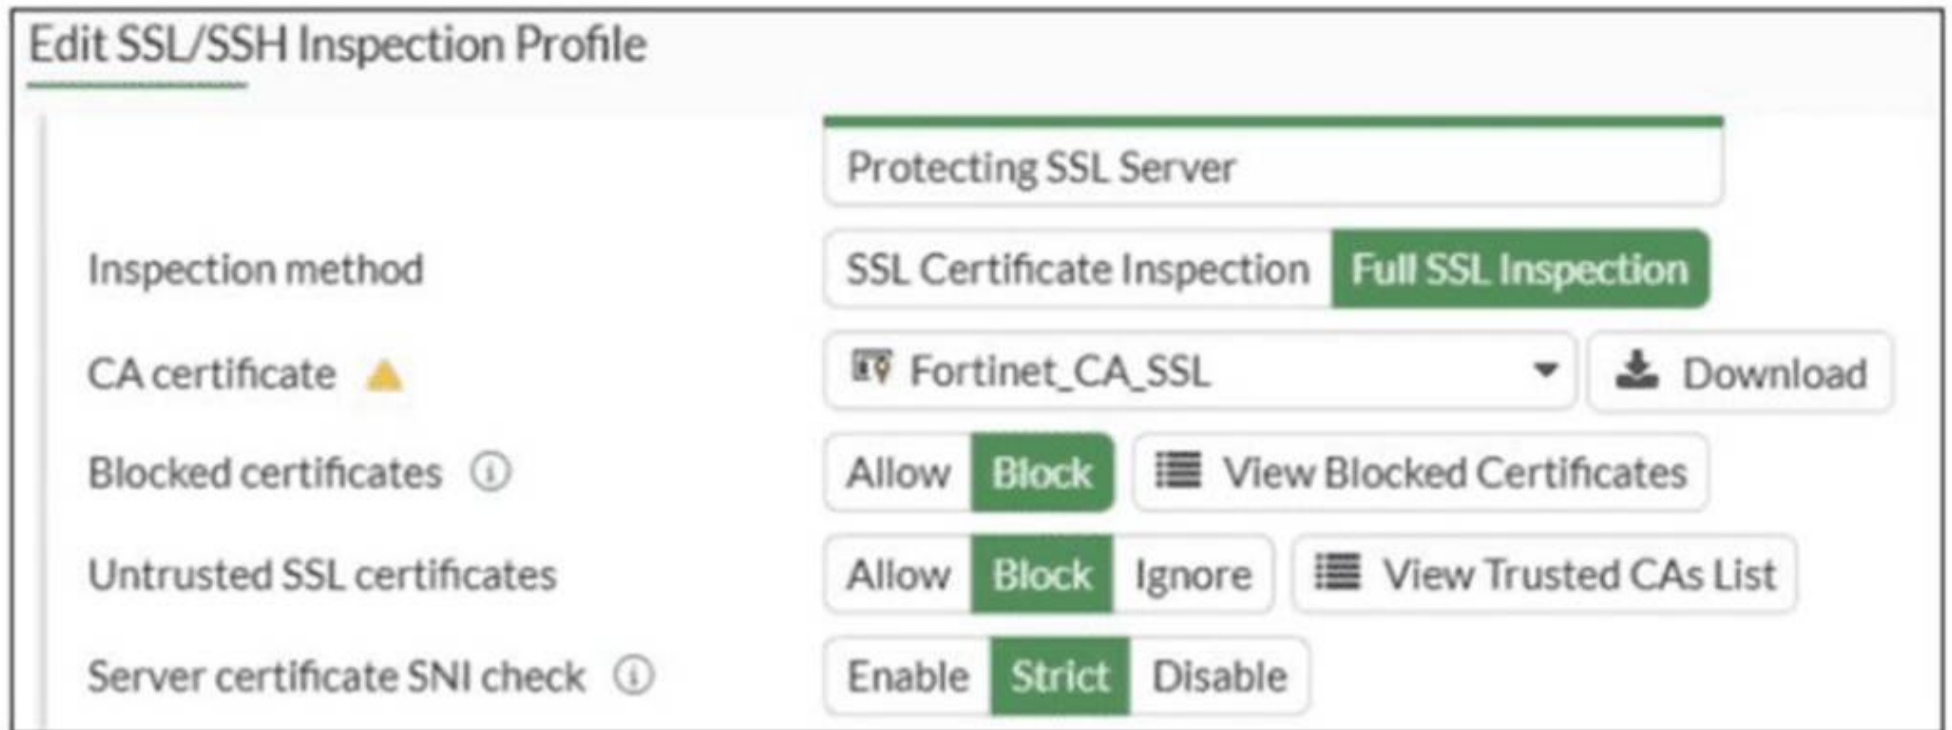 Edit SSL/SSH Inspection Profile
Protecting SSL Server
Inspection method SSL Certificate Inspection Full SSL Inspection
CA certificate Fortinet_CA_SSL Download
Blocked certificates Allow Block View Blocked Certificates
Untrusted SSL certificates Allow Block Ignore View Trusted CAs List
Server certificate SNI check Enable Strict Disable